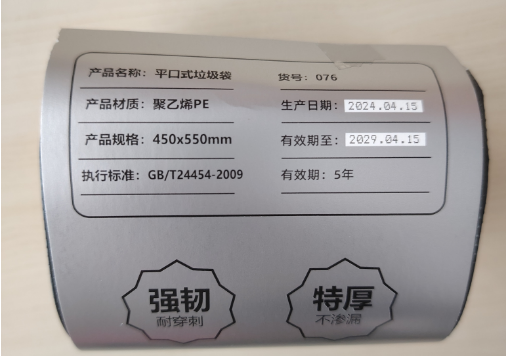 产品名称：平口式垃圾袋 货号：076
产品材质：聚乙烯PE 生产日期：2024.04.15
产品规格：450x550mm 有效期至：2029.04.15
执行标准：GB/T24454-2009 有效期：5年
强韧 特厚
耐穿刺 不渗漏